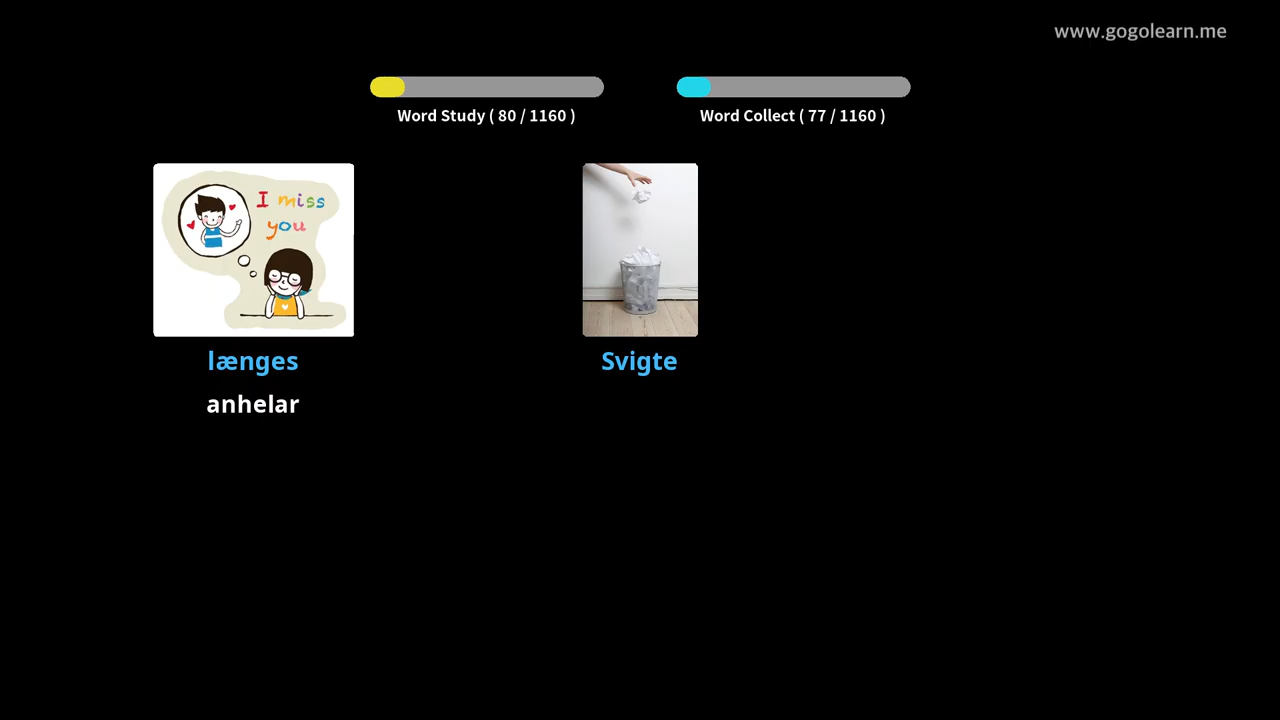 www.gogolearn.me
Word Study ( 80 / 1160 )
Word Collect ( 77 / 1160 )
I miss
you
længes
anhelar
Svigte